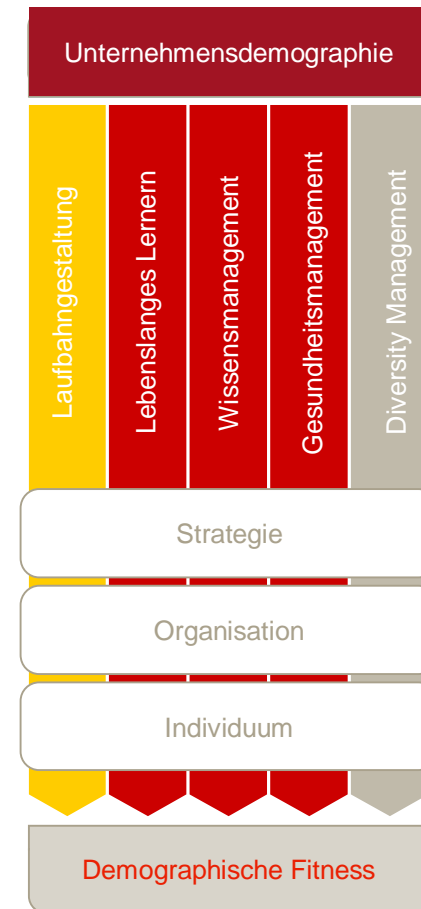 Unternehmensdemographie
Laufbahngestaltung
Lebenslanges Lernern
Wissensmanagement
Gesundheitsmanagement
Diversity Management
Strategie
Organisation
Individuum
Demographische Fitness